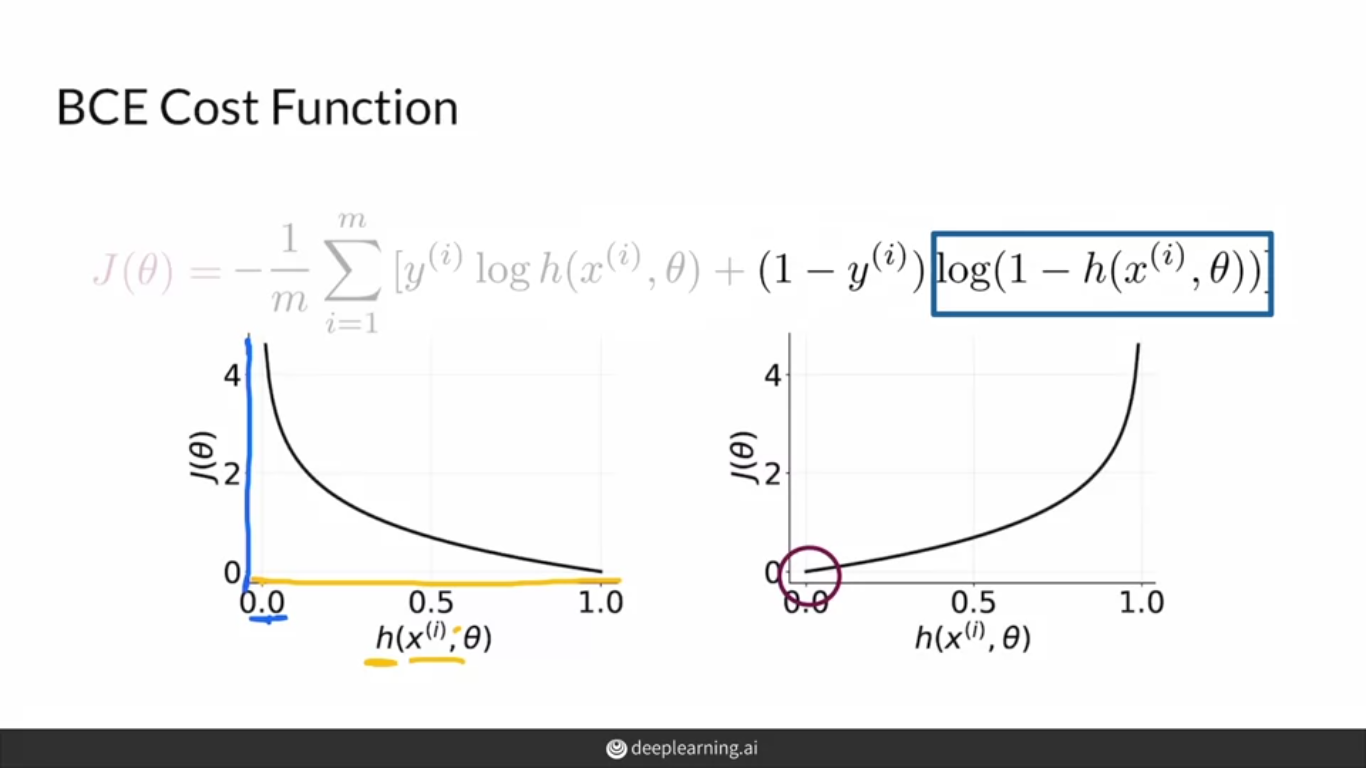 BCE Cost Function
J(θ) = − 1/m ∑ i=1 m [y^(i) log h(x^(i), θ) + (1 − y^(i)) log(1 − h(x^(i), θ))]
4
2
0
J(θ)
0.0 0.5 1.0
h(x^(i), θ)
4
2
0
J(θ)
0.0 0.5 1.0
h(x^(i), θ)
deeplearning.ai